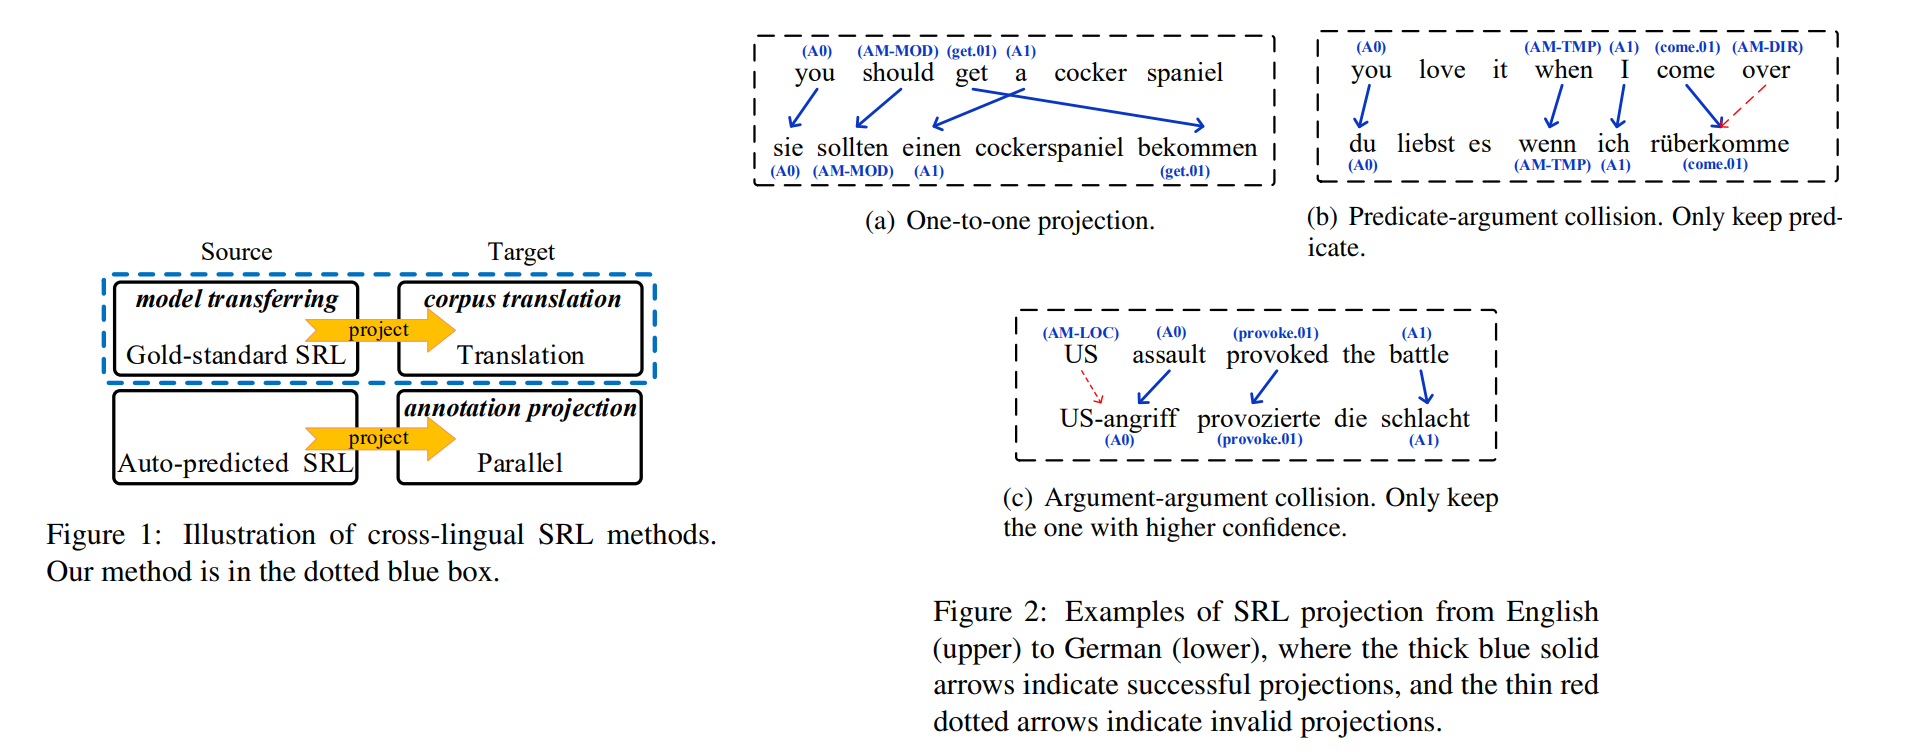 Source Target
model transferring corpus translation
project
Gold-standard SRL Translation
annotation projection
project
Auto-predicted SRL Parallel
Figure 1: Illustration of cross-lingual SRL methods.
Our method is in the dotted blue box.
(A0) (AM-MOD) (get.01) (A1)
you should get a cocker spaniel
sie sollten einen cockerspaniel bekommen
(A0) (AM-MOD) (A1) (get.01)
(a) One-to-one projection.
(A0) (AM-TMP) (A1) (come.01) (AM-DIR)
you love it when I come over
du liebst es wenn ich rüberkomme
(A0) (AM-TMP) (A1) (come.01)
(b) Predicate-argument collision. Only keep pred-
icate.
(AM-LOC) (A0) (provoke.01) (A1)
US assault provoked the battle
US-angriff provozierte die schlacht
(A0) (provoke.01) (A1)
(c) Argument-argument collision. Only keep
the one with higher confidence.
Figure 2: Examples of SRL projection from English
(upper) to German (lower), where the thick blue solid
arrows indicate successful projections, and the thin red
dotted arrows indicate invalid projections.